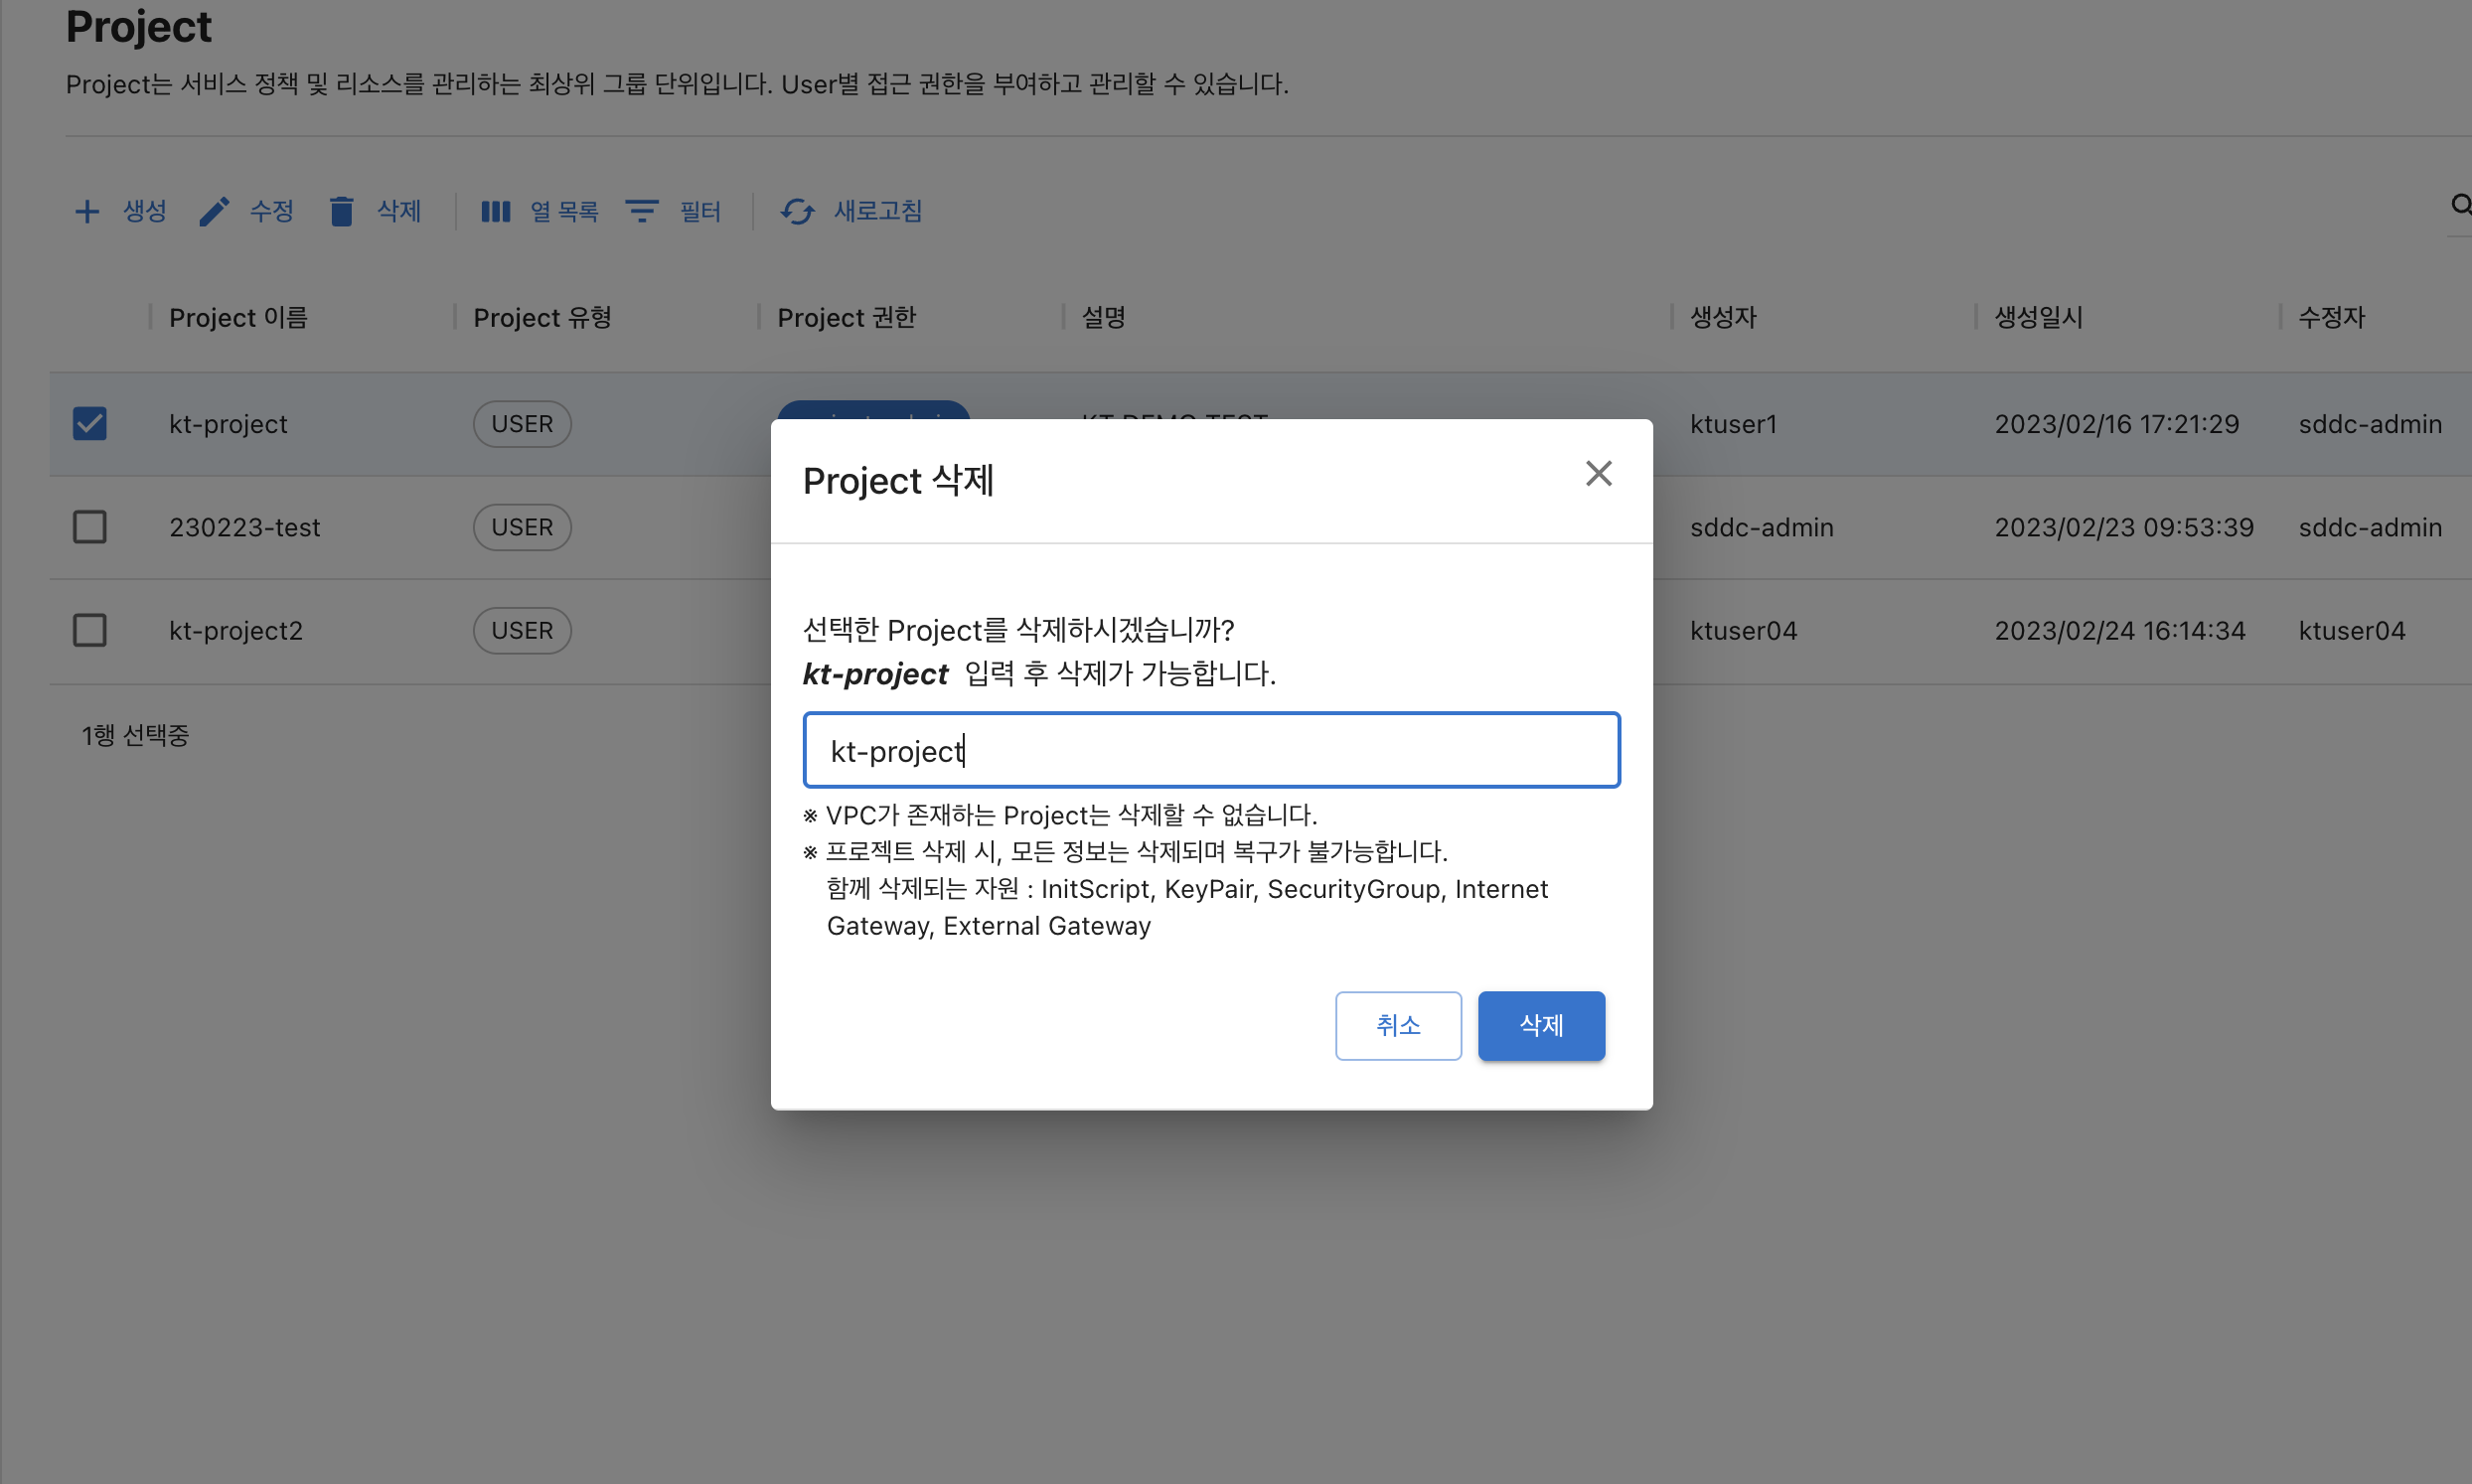 Project
Project는 서비스 정책 및 리소스를 관리하는 최상위 그룹 단위입니다. User별 접근 권한을 부여하고 관리할 수 있습니다.
생성 수정 삭제 열 목록 필터 새로고침
Project 이름 Project 유형 Project 권한 설명 생성자 생성일시 수정자
kt-project USER KT DEMO TEST ktuser1 2023/02/16 17:21:29 sddc-admin
230223-test USER sddc-admin 2023/02/23 09:53:39 sddc-admin
kt-project2 USER ktuser04 2023/02/24 16:14:34 ktuser04
1행 선택중
Project 삭제
선택한 Project를 삭제하시겠습니까?
kt-project 입력 후 삭제가 가능합니다.
kt-project
※ VPC가 존재하는 Project는 삭제할 수 없습니다.
※ 프로젝트 삭제 시, 모든 정보는 삭제되며 복구가 불가능합니다.
함께 삭제되는 자원 : InitScript, KeyPair, SecurityGroup, Internet
Gateway, External Gateway
취소 삭제